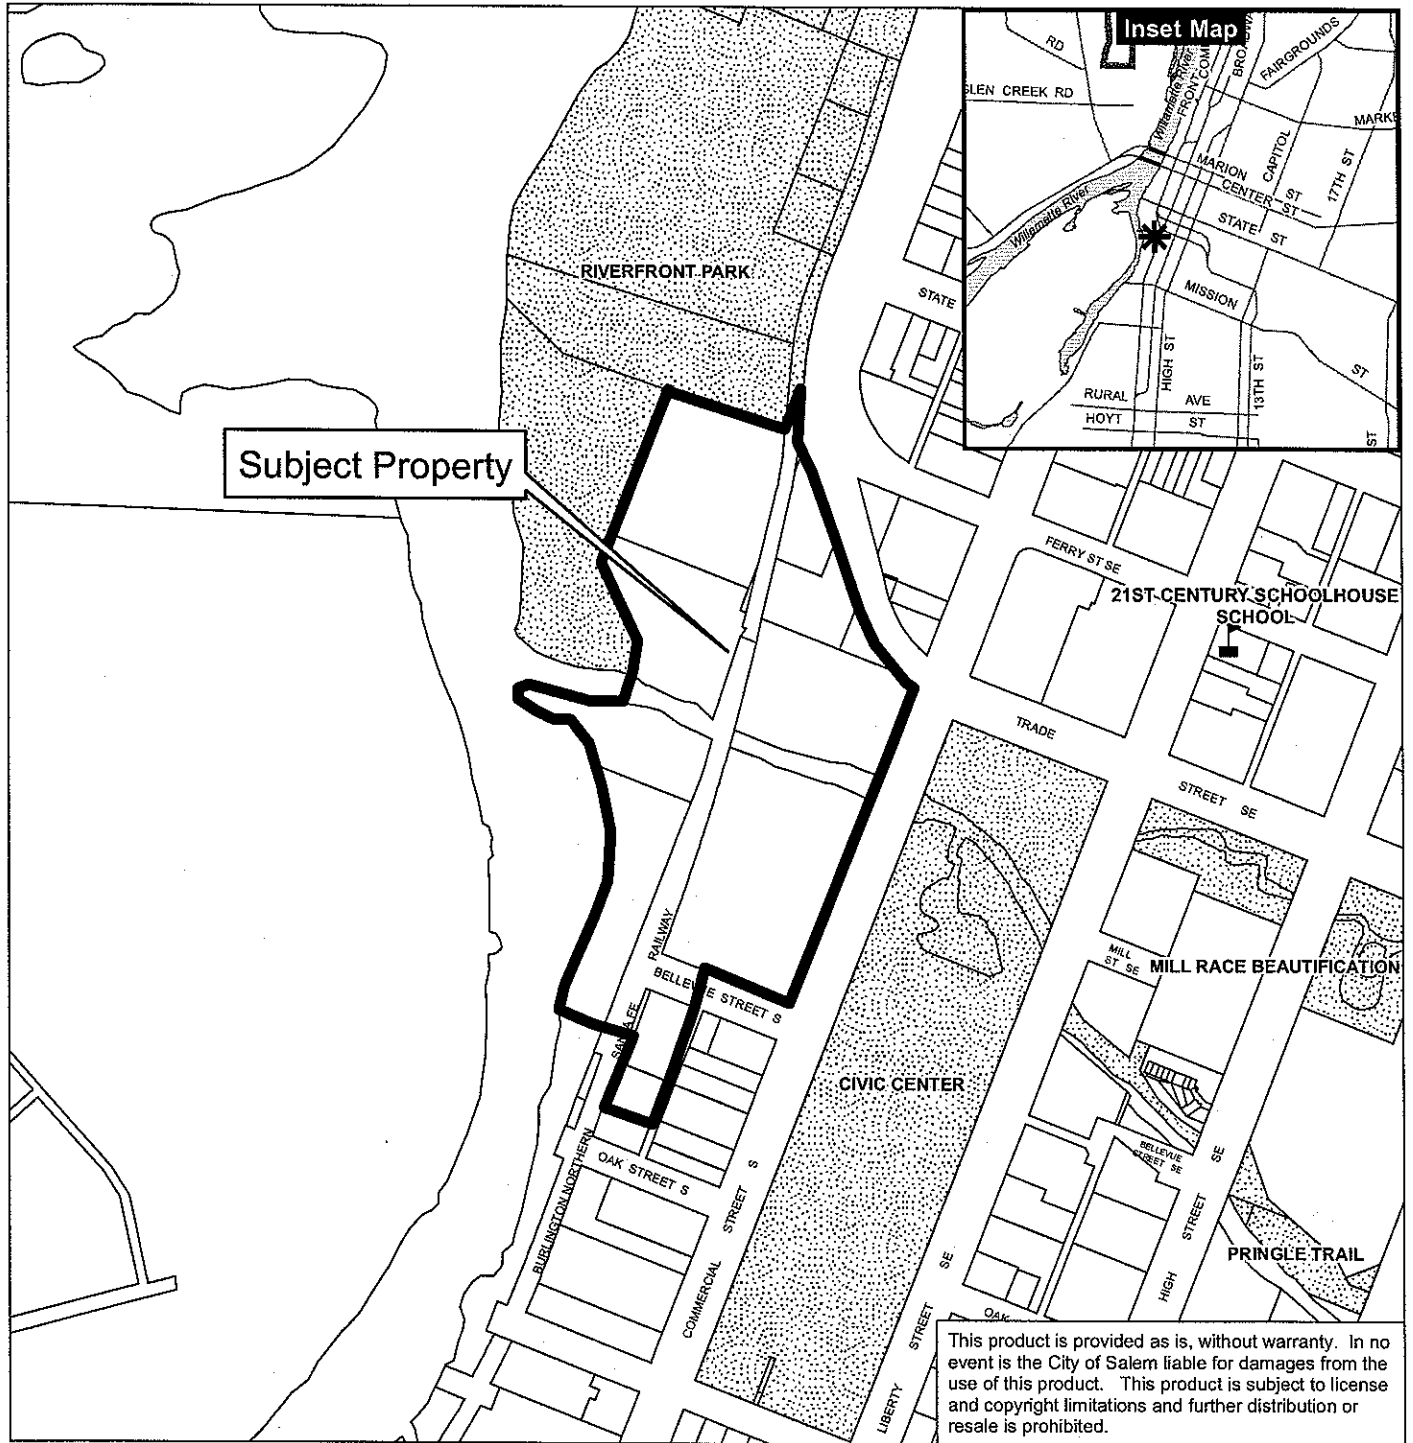 Inset Map
RD
GLEN CREEK RD
Willamette River
FRONT
COM
BROADWAY
FAIRGROUNDS
MARKE
CAPITOL
17TH ST
MARION
ST
CENTER ST
STATE ST
Willamette River
MISSION
ST
HIGH ST
13TH ST
RURAL AVE
HOYT ST
ST
RIVERFRONT PARK
STATE
Subject Property
FERRY ST SE
21ST CENTURY SCHOOLHOUSE
SCHOOL
TRADE
STREET SE
RAILWAY
BELLEVUE STREET S
SANTA FE
MILL
ST SE
MILL RACE BEAUTIFICATION
CIVIC CENTER
OAK STREET S
BURLINGTON NORTHERN
COMMERCIAL STREET S
BELLEVUE
STREET SE
HIGH STREET SE
PRINGLE TRAIL
LIBERTY STREET SE
OAK
This product is provided as is, without warranty. In no
event is the City of Salem liable for damages from the
use of this product. This product is subject to license
and copyright limitations and further distribution or
resale is prohibited.